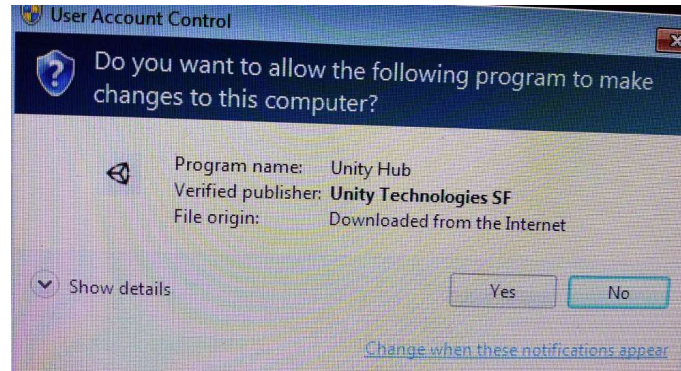 User Account Control
Do you want to allow the following program to make
changes to this computer?
Program name: Unity Hub
Verified publisher: Unity Technologies SF
File origin: Downloaded from the Internet
Show details
Yes
No
Change when these notifications appear